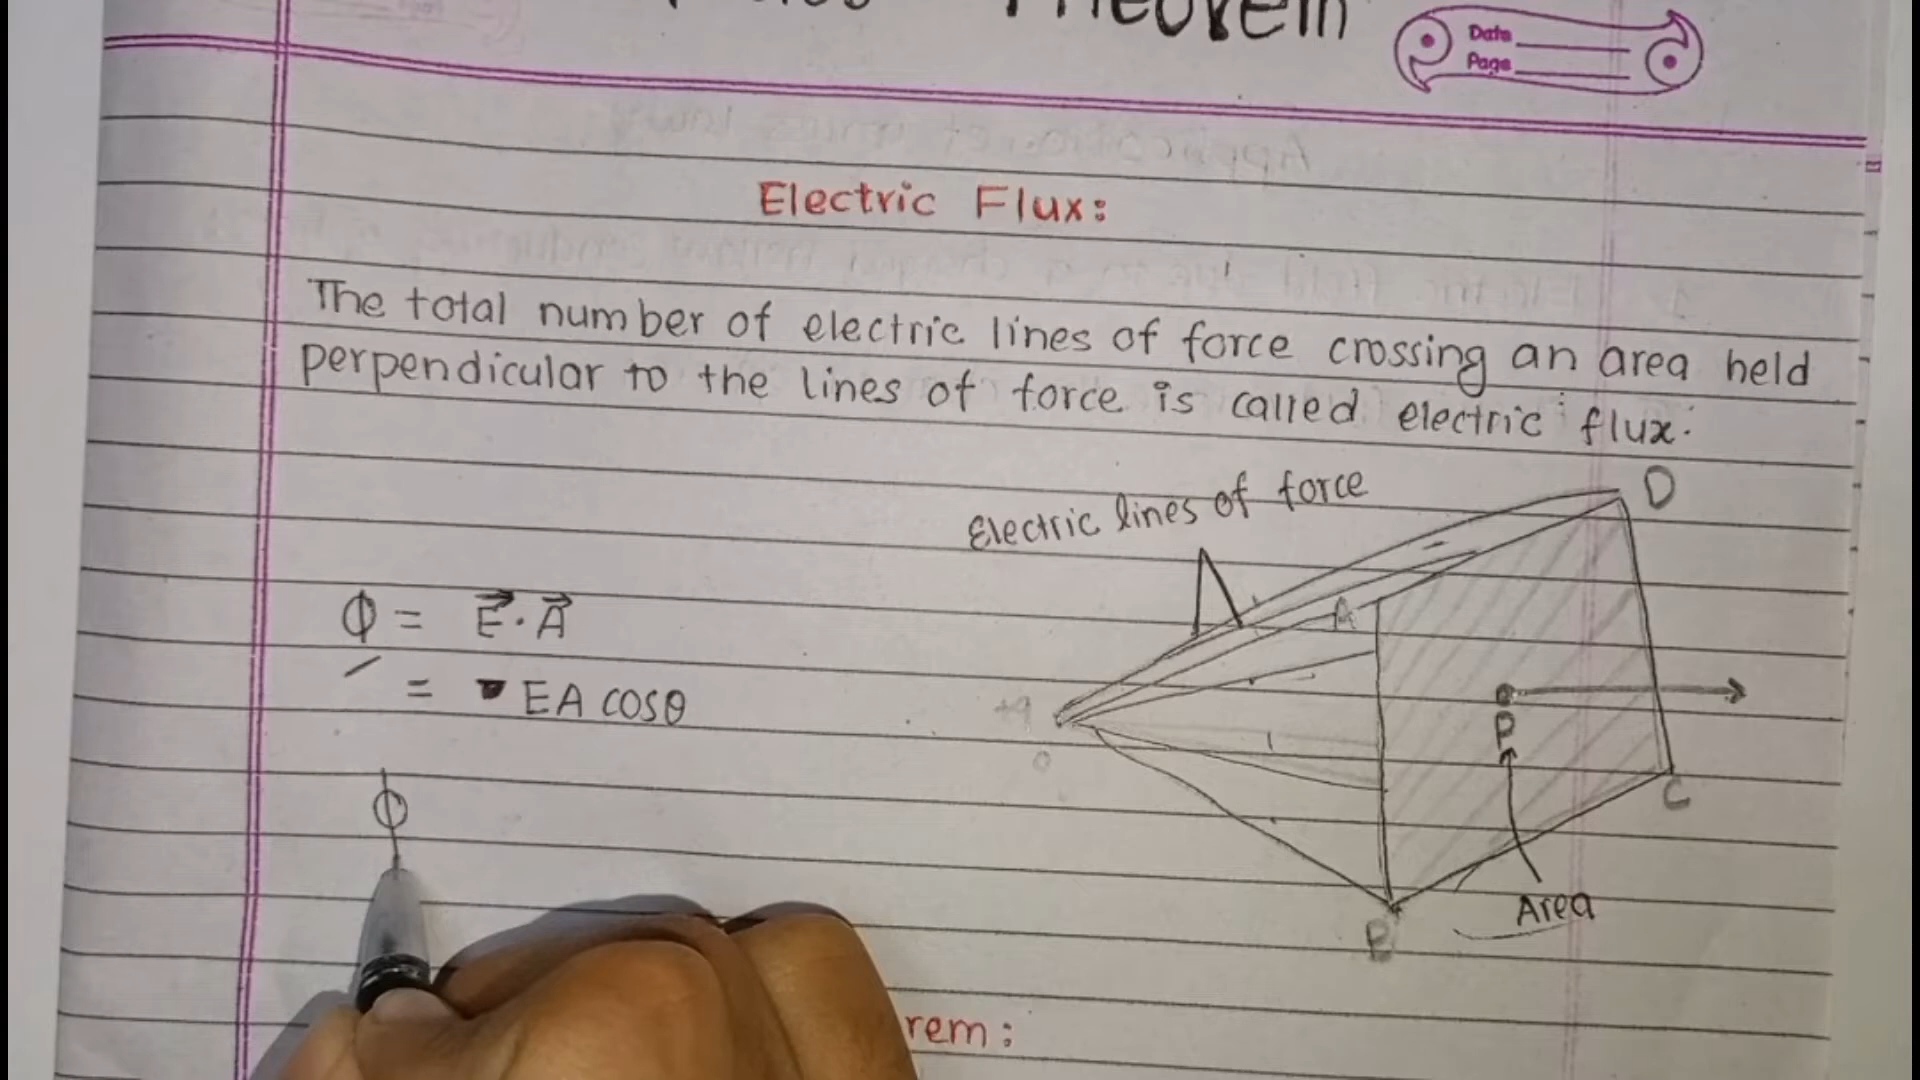 Theorem
Date
Page
Electric Flux:
The total number of electric lines of force crossing an area held
perpendicular to the lines of force is called electric flux.
Electric lines of force
D
A
ϕ = E⃗ · A⃗
= EA cosθ
P
O
C
ϕ
Area
B
rem: